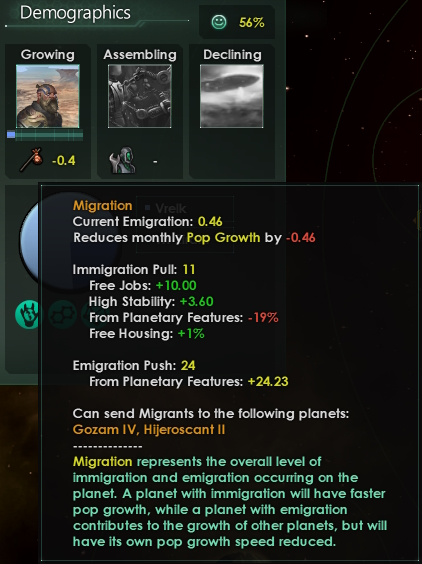 Demographics
56%
Growing
Assembling
Declining
-0.4
-
Vreik
Migration
Current Emigration: 0.46
Reduces monthly Pop Growth by -0.46
Immigration Pull: 11
Free Jobs: +10.00
High Stability: +3.60
From Planetary Features: -19%
Free Housing: +1%
Emigration Push: 24
From Planetary Features: +24.23
Can send Migrants to the following planets:
Gozam IV, Hijeroscant II
--------------
Migration represents the overall level of
immigration and emigration occurring on the
planet. A planet with immigration will have faster
pop growth, while a planet with emigration
contributes to the growth of other planets, but will
have its own pop growth speed reduced.